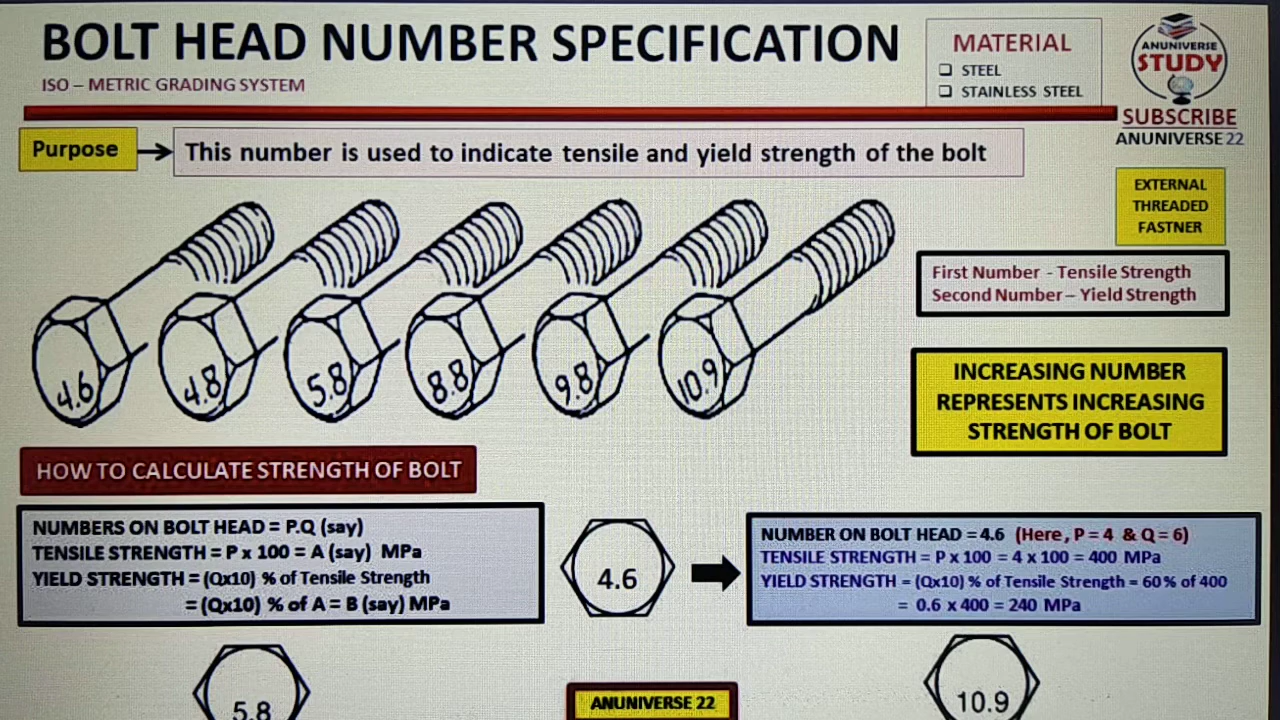 BOLT HEAD NUMBER SPECIFICATION
ISO – METRIC GRADING SYSTEM
MATERIAL
STEEL
STAINLESS STEEL
ANUNIVERSE
STUDY
SUBSCRIBE
ANUNIVERSE 22
Purpose
This number is used to indicate tensile and yield strength of the bolt
EXTERNAL
THREADED
FASTNER
First Number - Tensile Strength
Second Number – Yield Strength
4.6
4.8
5.8
8.8
9.8
10.9
INCREASING NUMBER
REPRESENTS INCREASING
STRENGTH OF BOLT
HOW TO CALCULATE STRENGTH OF BOLT
NUMBERS ON BOLT HEAD = P.Q (say)
TENSILE STRENGTH = P x 100 = A (say) MPa
YIELD STRENGTH = (Qx10) % of Tensile Strength
= (Qx10) % of A = B (say) MPa
4.6
NUMBER ON BOLT HEAD = 4.6 (Here, P = 4 & Q = 6)
TENSILE STRENGTH = P x 100 = 4 x 100 = 400 MPa
YIELD STRENGTH = (Qx10) % of Tensile Strength = 60 % of 400
= 0.6 x 400 = 240 MPa
5.8
ANUNIVERSE 22
10.9